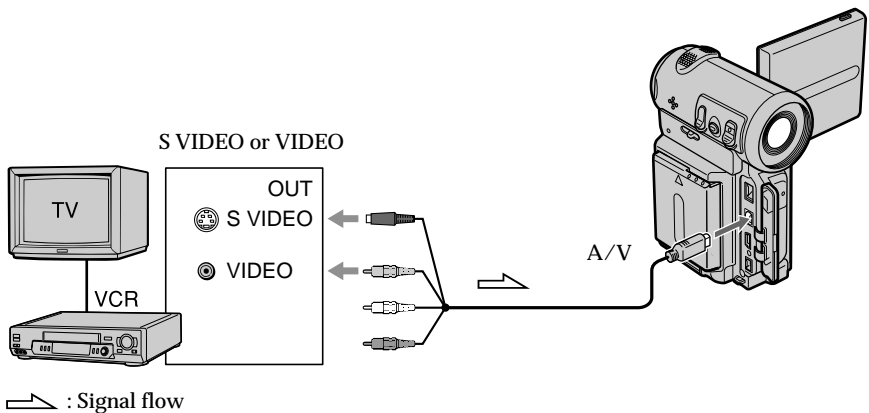 S VIDEO or VIDEO
OUT
TV
S VIDEO
A/V
VIDEO
VCR
: Signal flow